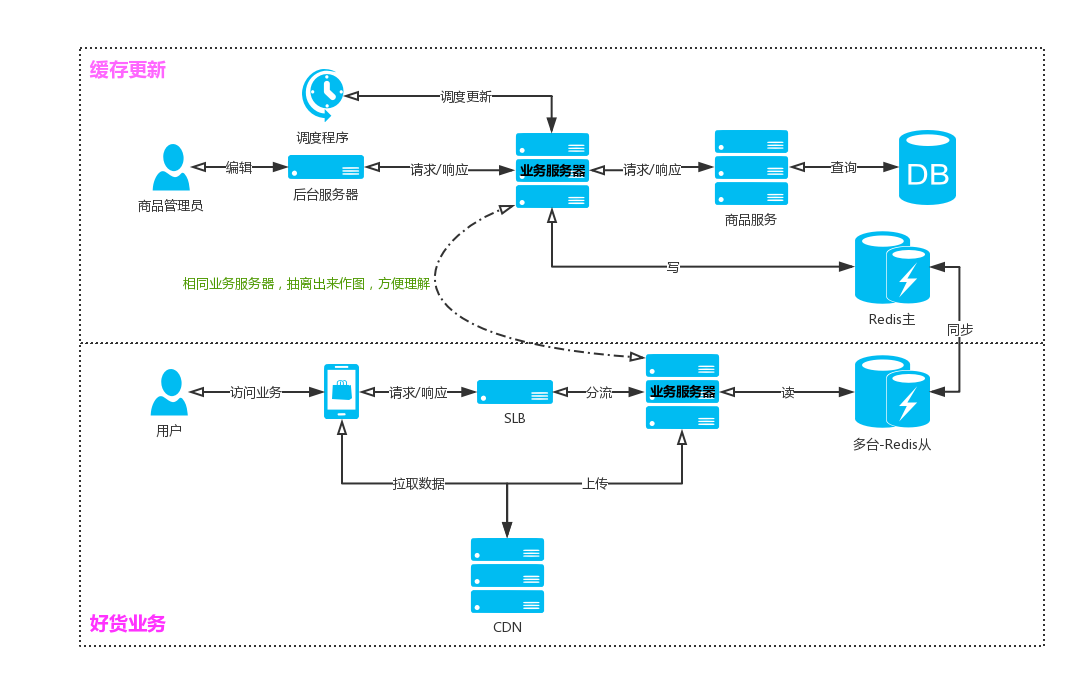 缓存更新
调度更新
调度程序
编辑
请求/响应
业务服务器
请求/响应
查询
DB
商品管理员
后台服务器
商品服务
写
相同业务服务器，抽离出来作图，方便理解
Redis主
同步
访问业务
请求/响应
分流
业务服务器
读
用户
SLB
多台-Redis从
拉取数据
上传
CDN
好货业务